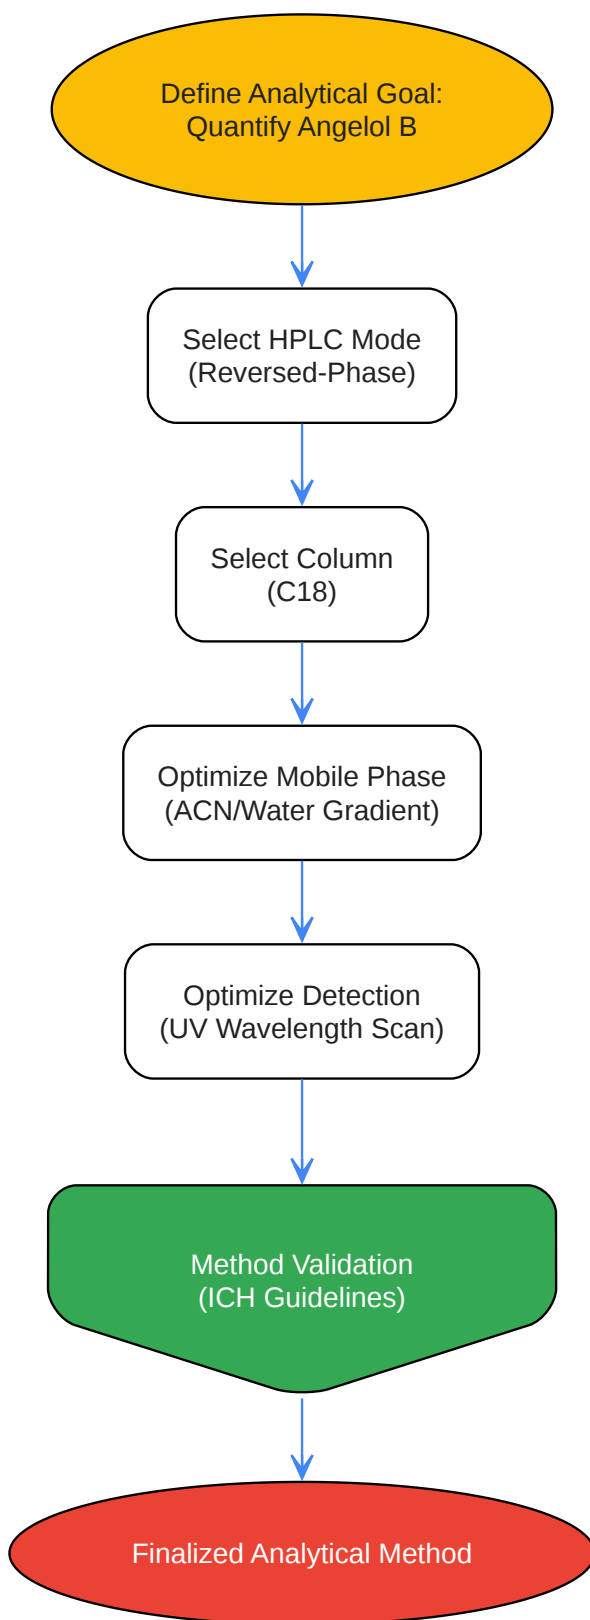 Define Analytical Goal:
Quantify Angelol B
Select HPLC Mode
(Reversed-Phase)
Select Column
(C18)
Optimize Mobile Phase
(ACN/Water Gradient)
Optimize Detection
(UV Wavelength Scan)
Method Validation
(ICH Guidelines)
Finalized Analytical Method